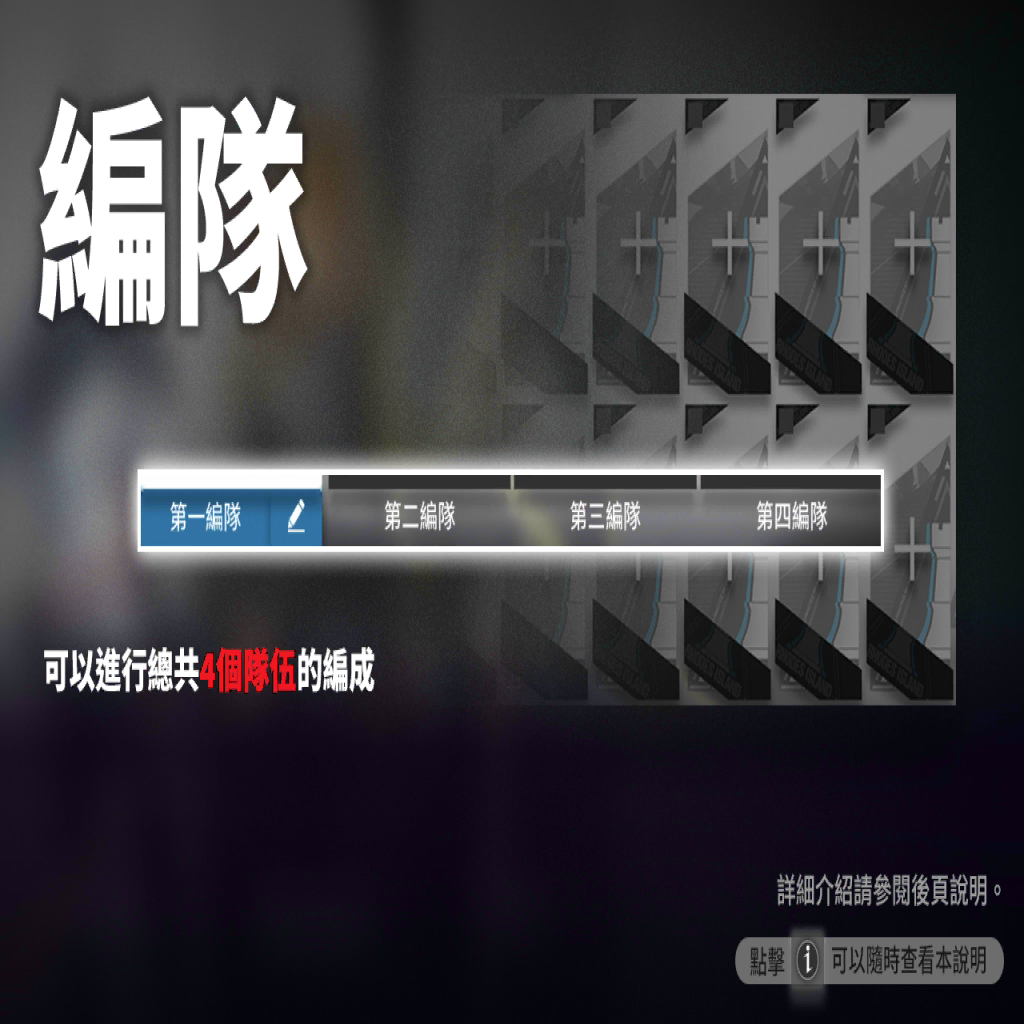 編隊
第一編隊
第二編隊
第三編隊
第四編隊
可以進行總共4個隊伍的編成
詳細介紹請參閱後頁說明。
點擊 i 可以隨時查看本說明